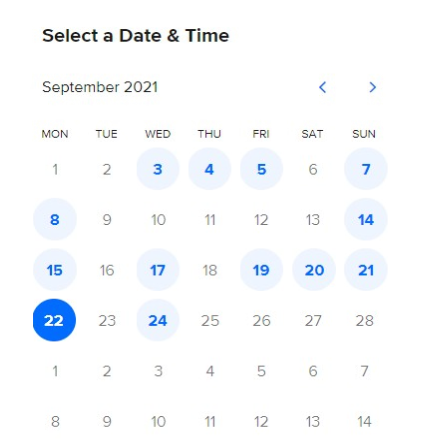 Select a Date & Time
September 2021
MON TUE WED THU FRI SAT SUN
1 2 3 4 5 6 7
8 9 10 11 12 13 14
15 16 17 18 19 20 21
22 23 24 25 26 27 28
1 2 3 4 5 6 7
8 9 10 11 12 13 14